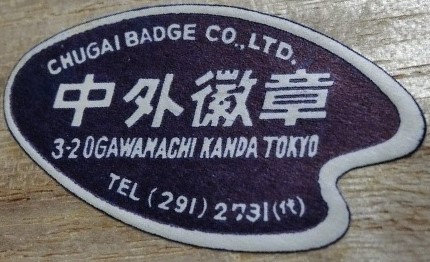 CHUGAI BADGE CO., LTD.
中外徽章
3-2 OGAWAMACHI KANDA TOKYO
TEL (291) 2731(代)